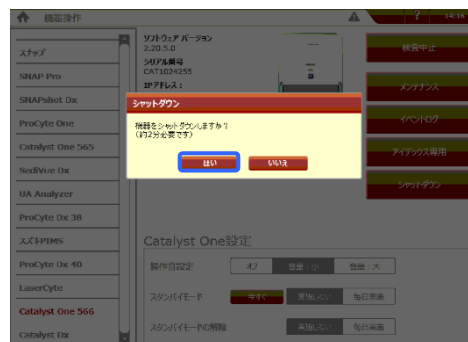 機器操作
? 14:16
スナップ
SNAP Pro
SNAPshot Dx
ProCyte One
Catalyst One 565
SediVue Dx
UA Analyzer
ProCyte Dx 38
スズキPIMS
ProCyte Dx 40
LaserCyte
Catalyst One 566
Catalyst Dx
ソフトウェア バージョン
2.20.5.0
シリアル番号
CAT1024255
IPアドレス:
検査中止
メンテナンス
イベントログ
アイデックス専用
シャットダウン
シャットダウン
機器をシャットダウンしますか?
(約2分必要です)
はい
いいえ
Catalyst One設定
操作音設定
オフ
音量:小
音量:大
スタンバイモード
今すぐ
実施しない
毎日実施
スタンバイモードの解除
実施しない
毎日実施